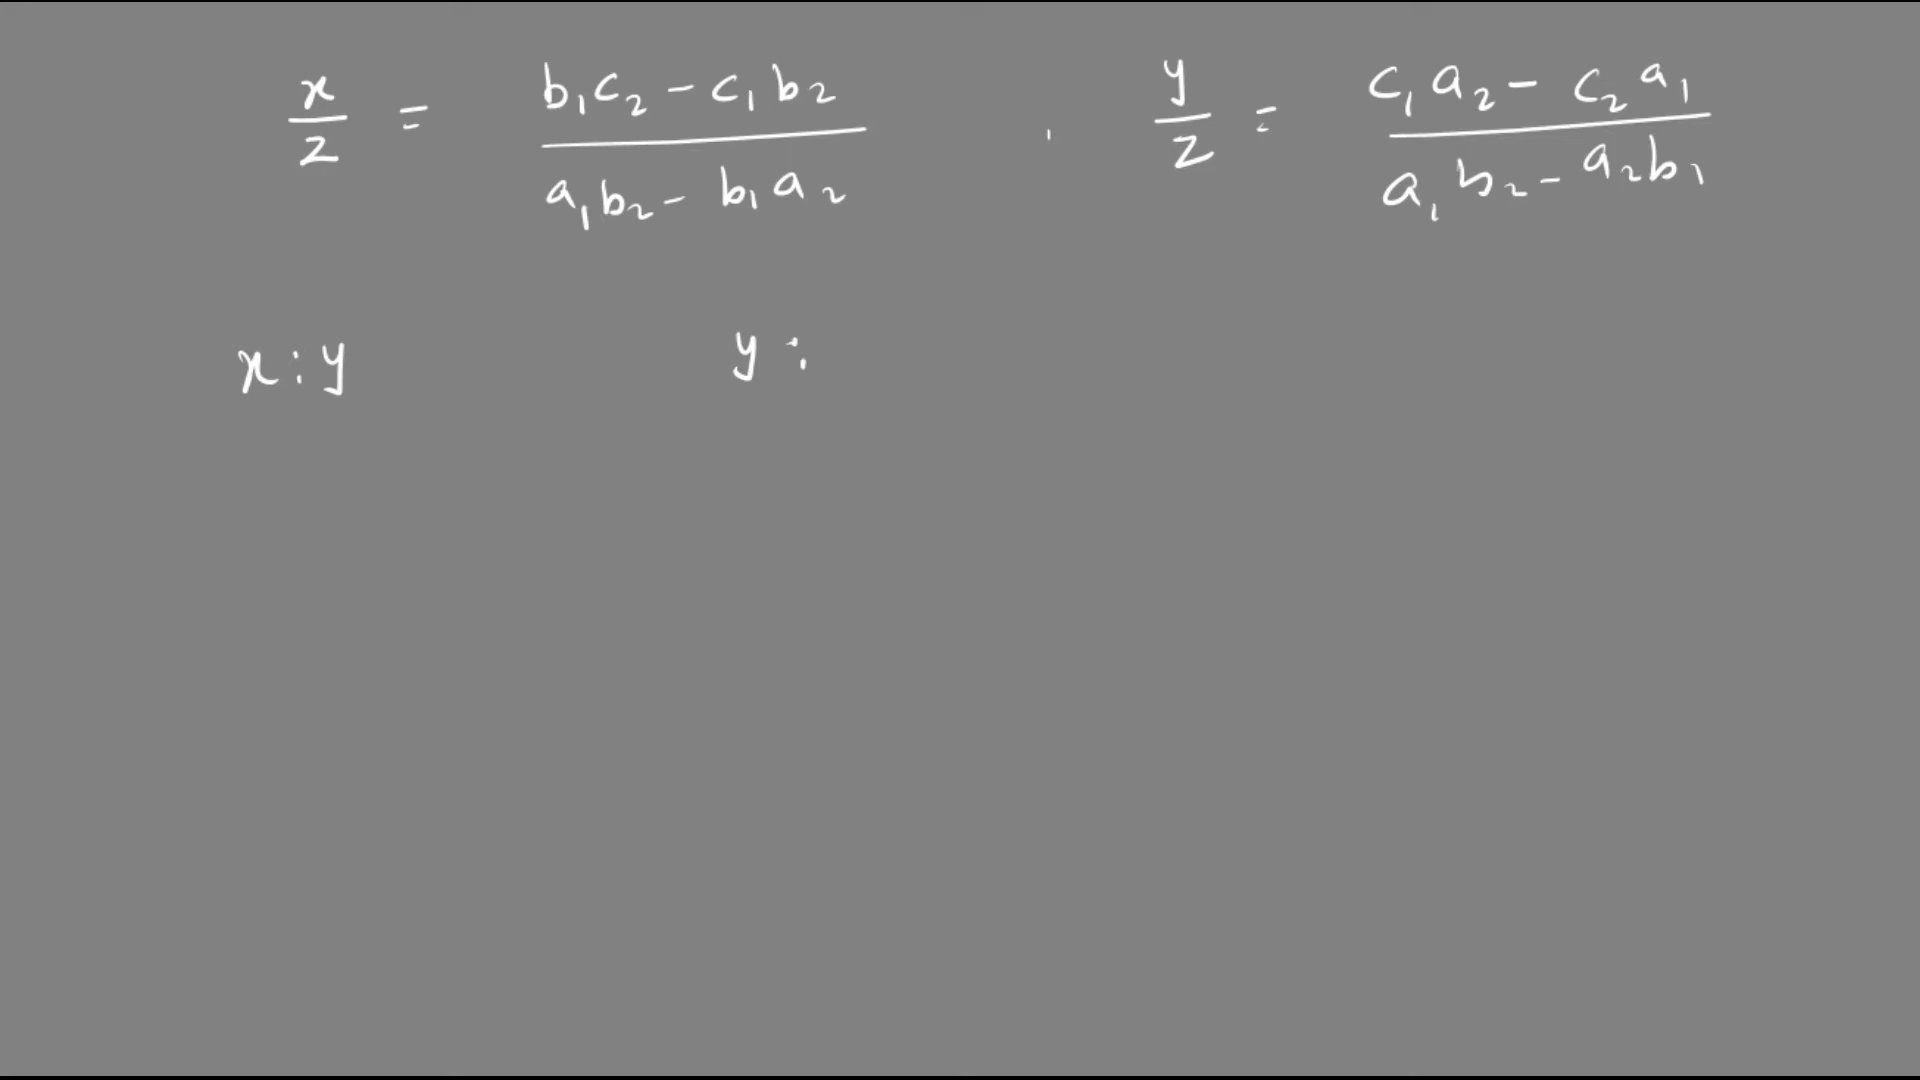 x/z = (b₁c₂ - c₁b₂)/(a₁b₂ - b₁a₂) . y/z = (c₁a₂ - c₂a₁)/(a₁b₂ - a₂b₁)
x : y y :